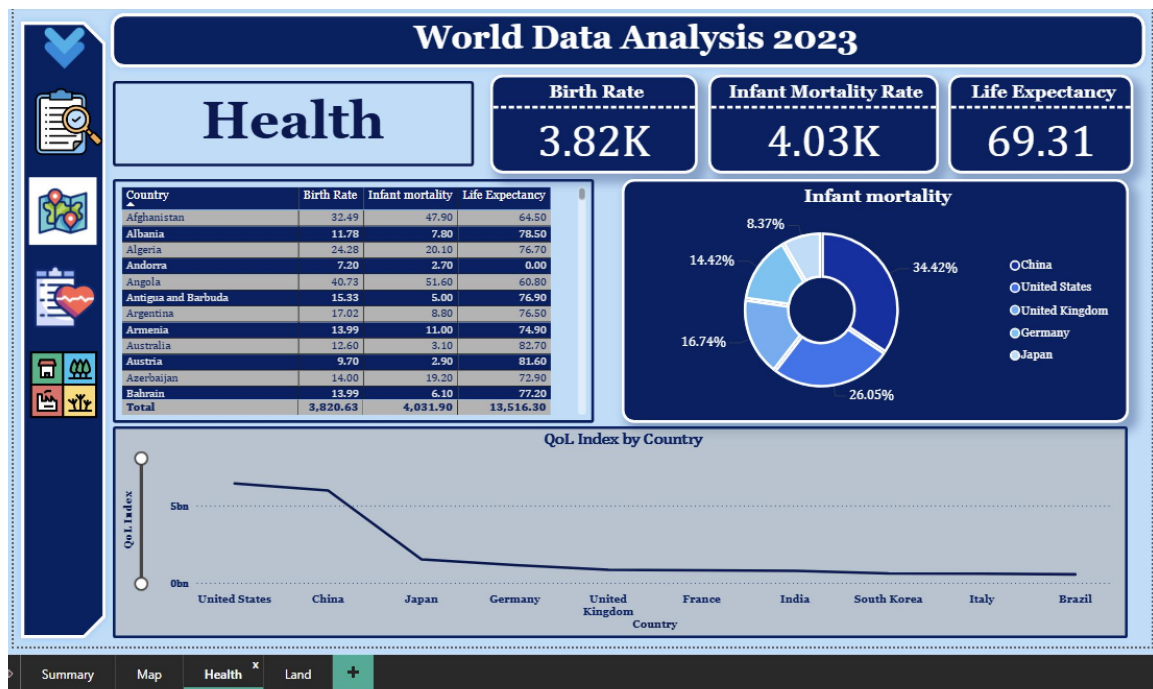 World Data Analysis 2023
Health
Birth Rate
3.82K
Infant Mortality Rate
4.03K
Life Expectancy
69.31
Country Birth Rate Infant mortality Life Expectancy
Afghanistan 32.49 47.90 64.50
Albania 11.78 7.80 78.50
Algeria 24.28 20.10 76.70
Andorra 7.20 2.70 0.00
Angola 40.73 51.60 60.80
Antigua and Barbuda 15.33 5.00 76.90
Argentina 17.02 8.80 76.50
Armenia 13.99 11.00 74.90
Australia 12.60 3.10 82.70
Austria 9.70 2.90 81.60
Azerbaijan 14.00 19.20 72.90
Bahrain 13.99 6.10 77.20
Total 3,820.63 4,031.90 13,516.30
Infant mortality
8.37%
14.42%
34.42%
16.74%
26.05%
China
United States
United Kingdom
Germany
Japan
QoL Index by Country
QoL Index
5bn
0bn
United States China Japan Germany United Kingdom France India South Korea Italy Brazil
Country
Summary Map Health x Land +